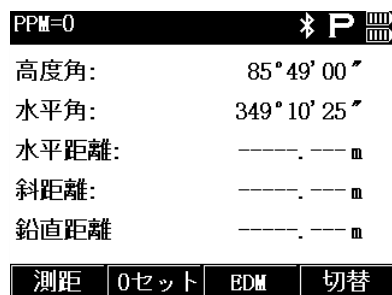 PPM=0 P
高度角: 85°49'00"
水平角: 349°10'25"
水平距離: -----.--- m
斜距離: -----.--- m
鉛直距離 -----.--- m
測距 0セット EDM 切替